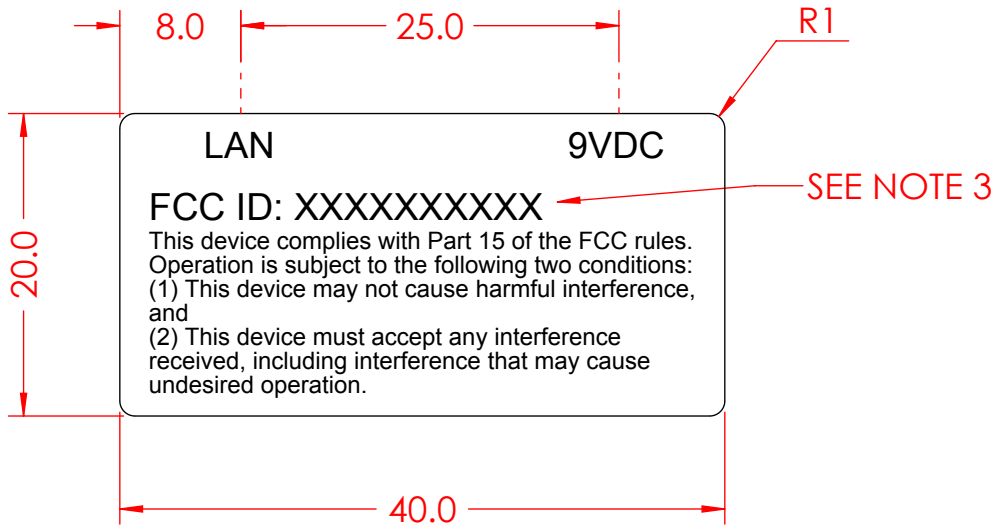 8.0
25.0
R1
LAN
9VDC
FCC ID: XXXXXXXXXX
SEE NOTE 3
This device complies with Part 15 of the FCC rules.
Operation is subject to the following two conditions:
(1) This device may not cause harmful interference,
and
(2) This device must accept any interference
received, including interference that may cause
undesired operation.
20.0
40.0